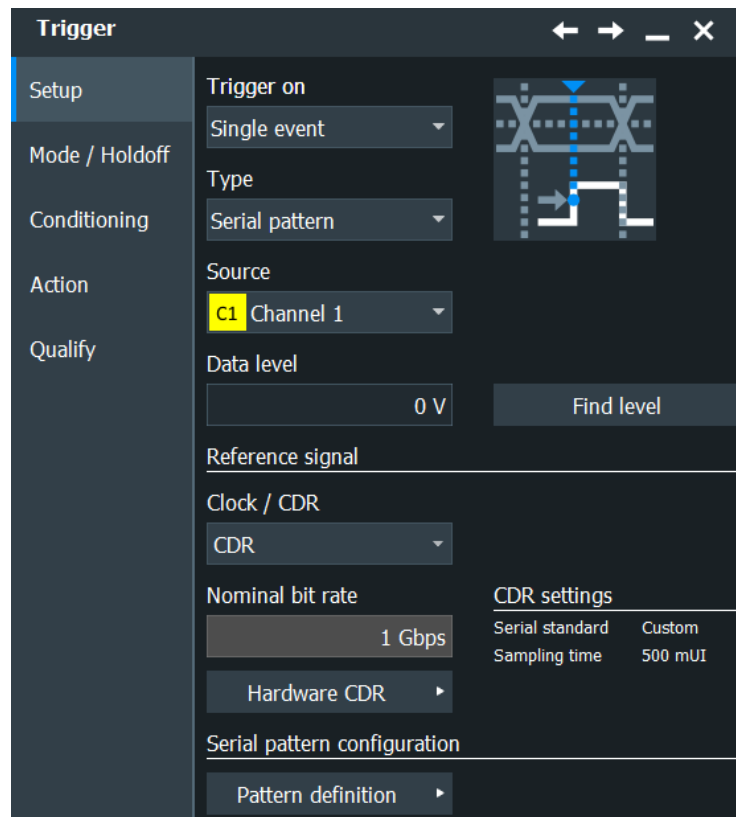 Trigger
Setup
Mode / Holdoff
Conditioning
Action
Qualify
Trigger on
Single event
Type
Serial pattern
Source
C1 Channel 1
Data level
0 V
Find level
Reference signal
Clock / CDR
CDR
Nominal bit rate
1 Gbps
CDR settings
Serial standard Custom
Sampling time 500 mUI
Hardware CDR
Serial pattern configuration
Pattern definition